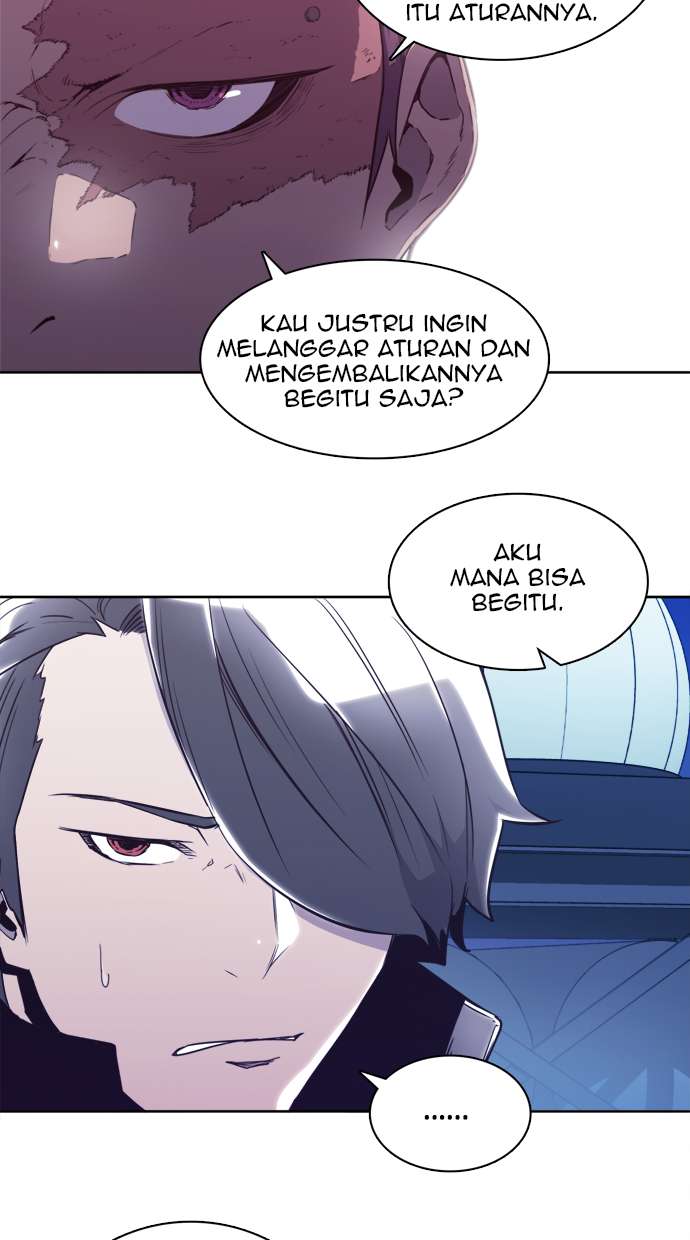 ITU ATURANNYA.
KAU JUSTRU INGIN
MELANGGAR ATURAN DAN
MENGEMBALIKANNYA
BEGITU SAJA?
AKU
MANA BISA
BEGITU.
......